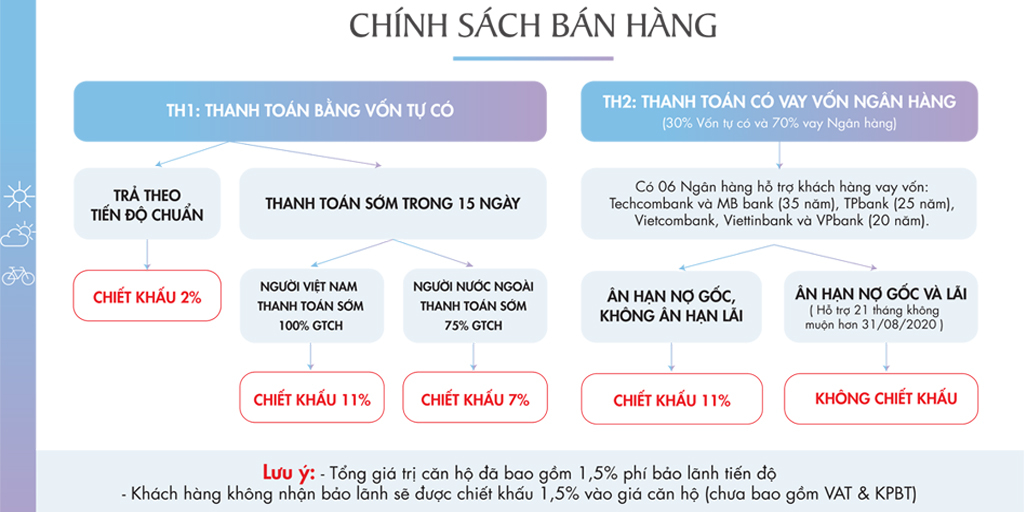 CHÍNH SÁCH BÁN HÀNG
TH1: THANH TOÁN BẰNG VỐN TỰ CÓ
TRẢ THEO
TIẾN ĐỘ CHUẨN
CHIẾT KHẤU 2%
THANH TOÁN SỚM TRONG 15 NGÀY
NGƯỜI VIỆT NAM
THANH TOÁN SỚM
100% GTCH
CHIẾT KHẤU 11%
NGƯỜI NƯỚC NGOÀI
THANH TOÁN SỚM
75% GTCH
CHIẾT KHẤU 7%
TH2: THANH TOÁN CÓ VAY VỐN NGÂN HÀNG
(30% Vốn tự có và 70% vay Ngân hàng)
Có 06 Ngân hàng hỗ trợ khách hàng vay vốn:
Techcombank và MB bank (35 năm), TPbank (25 năm),
Vietcombank, Viettinbank và VPbank (20 năm).
ÂN HẠN NỢ GỐC,
KHÔNG ÂN HẠN LÃI
CHIẾT KHẤU 11%
ÂN HẠN NỢ GỐC VÀ LÃI
( Hỗ trợ 21 tháng không
muộn hơn 31/08/2020 )
KHÔNG CHIẾT KHẤU
Lưu ý: - Tổng giá trị căn hộ đã bao gồm 1,5% phí bảo lãnh tiến độ
- Khách hàng không nhận bảo lãnh sẽ được chiết khấu 1,5% vào giá căn hộ (chưa bao gồm VAT & KPBT)